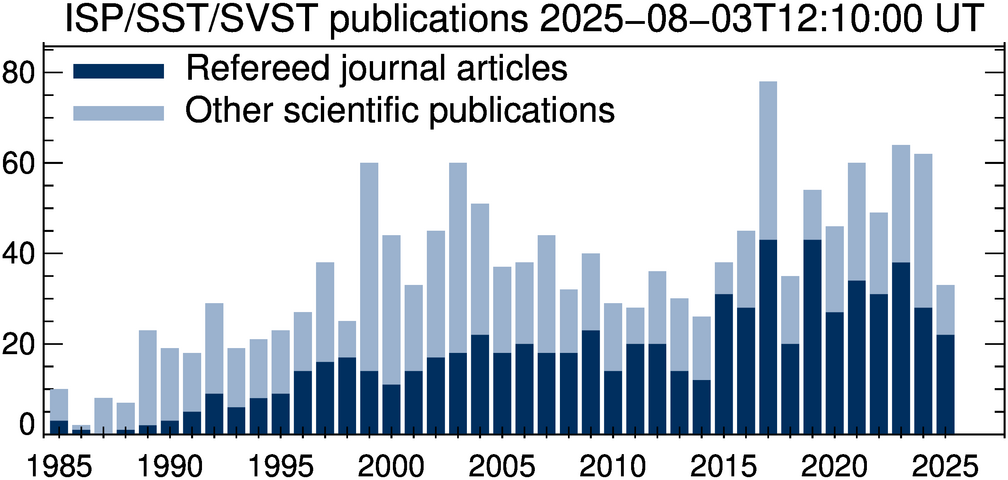 ISP/SST/SVST publications 2025−08−03T12:10:00 UT
Refereed journal articles
Other scientific publications
80
60
40
20
0
1985 1990 1995 2000 2005 2010 2015 2020 2025